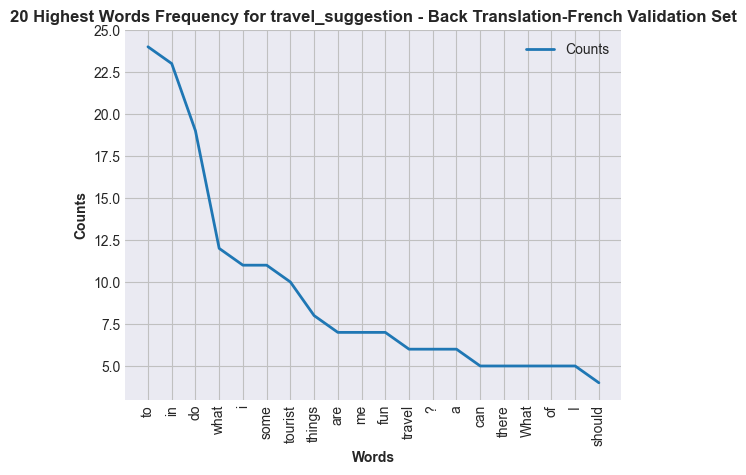 20 Highest Words Frequency for travel_suggestion - Back Translation-French Validation Set
Counts
25.0
22.5
20.0
17.5
15.0
12.5
10.0
7.5
5.0
Counts
to
in
do
what
i
some
tourist
things
are
me
fun
travel
?
a
can
there
What
of
I
should
Words